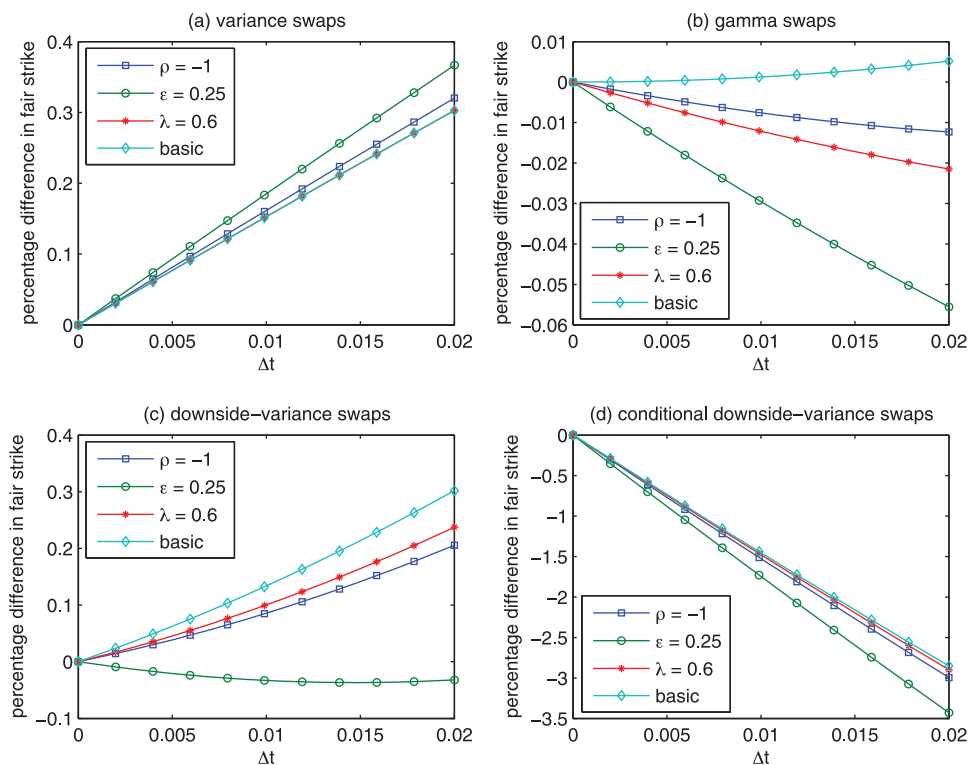 (a) variance swaps
percentage difference in fair strike
0.4
0.3
0.2
0.1
0
ρ = −1
ε = 0.25
λ = 0.6
basic
0 0.005 0.01 0.015 0.02
Δt
(b) gamma swaps
percentage difference in fair strike
0.01
0
−0.01
−0.02
−0.03
−0.04
−0.05
−0.06
ρ = −1
ε = 0.25
λ = 0.6
basic
0 0.005 0.01 0.015 0.02
Δt
(c) downside−variance swaps
percentage difference in fair strike
0.4
0.3
0.2
0.1
0
−0.1
ρ = −1
ε = 0.25
λ = 0.6
basic
0 0.005 0.01 0.015 0.02
Δt
(d) conditional downside−variance swaps
percentage difference in fair strike
0
−0.5
−1
−1.5
−2
−2.5
−3
−3.5
ρ = −1
ε = 0.25
λ = 0.6
basic
0 0.005 0.01 0.015 0.02
Δt